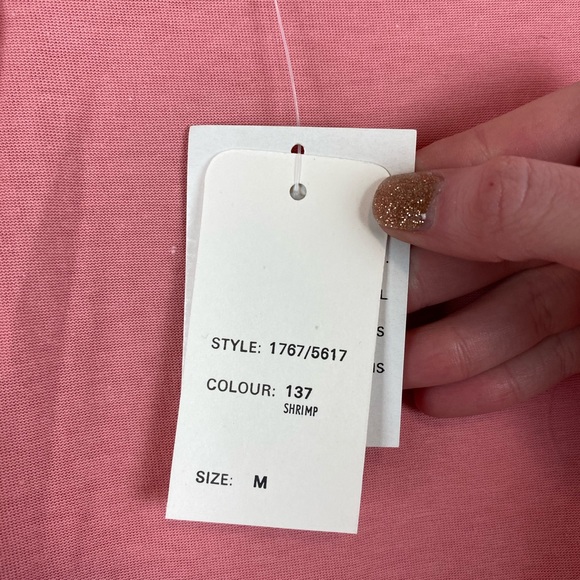 STYLE: 1767/5617
COLOUR: 137
SHRIMP
SIZE: M